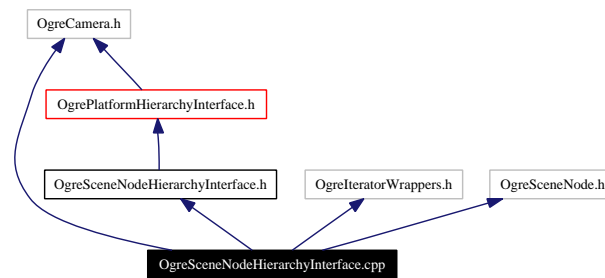 OgreCamera.h
OgrePlatformHierarchyInterface.h
OgreSceneNodeHierarchyInterface.h
OgreIteratorWrappers.h
OgreSceneNode.h
OgreSceneNodeHierarchyInterface.cpp